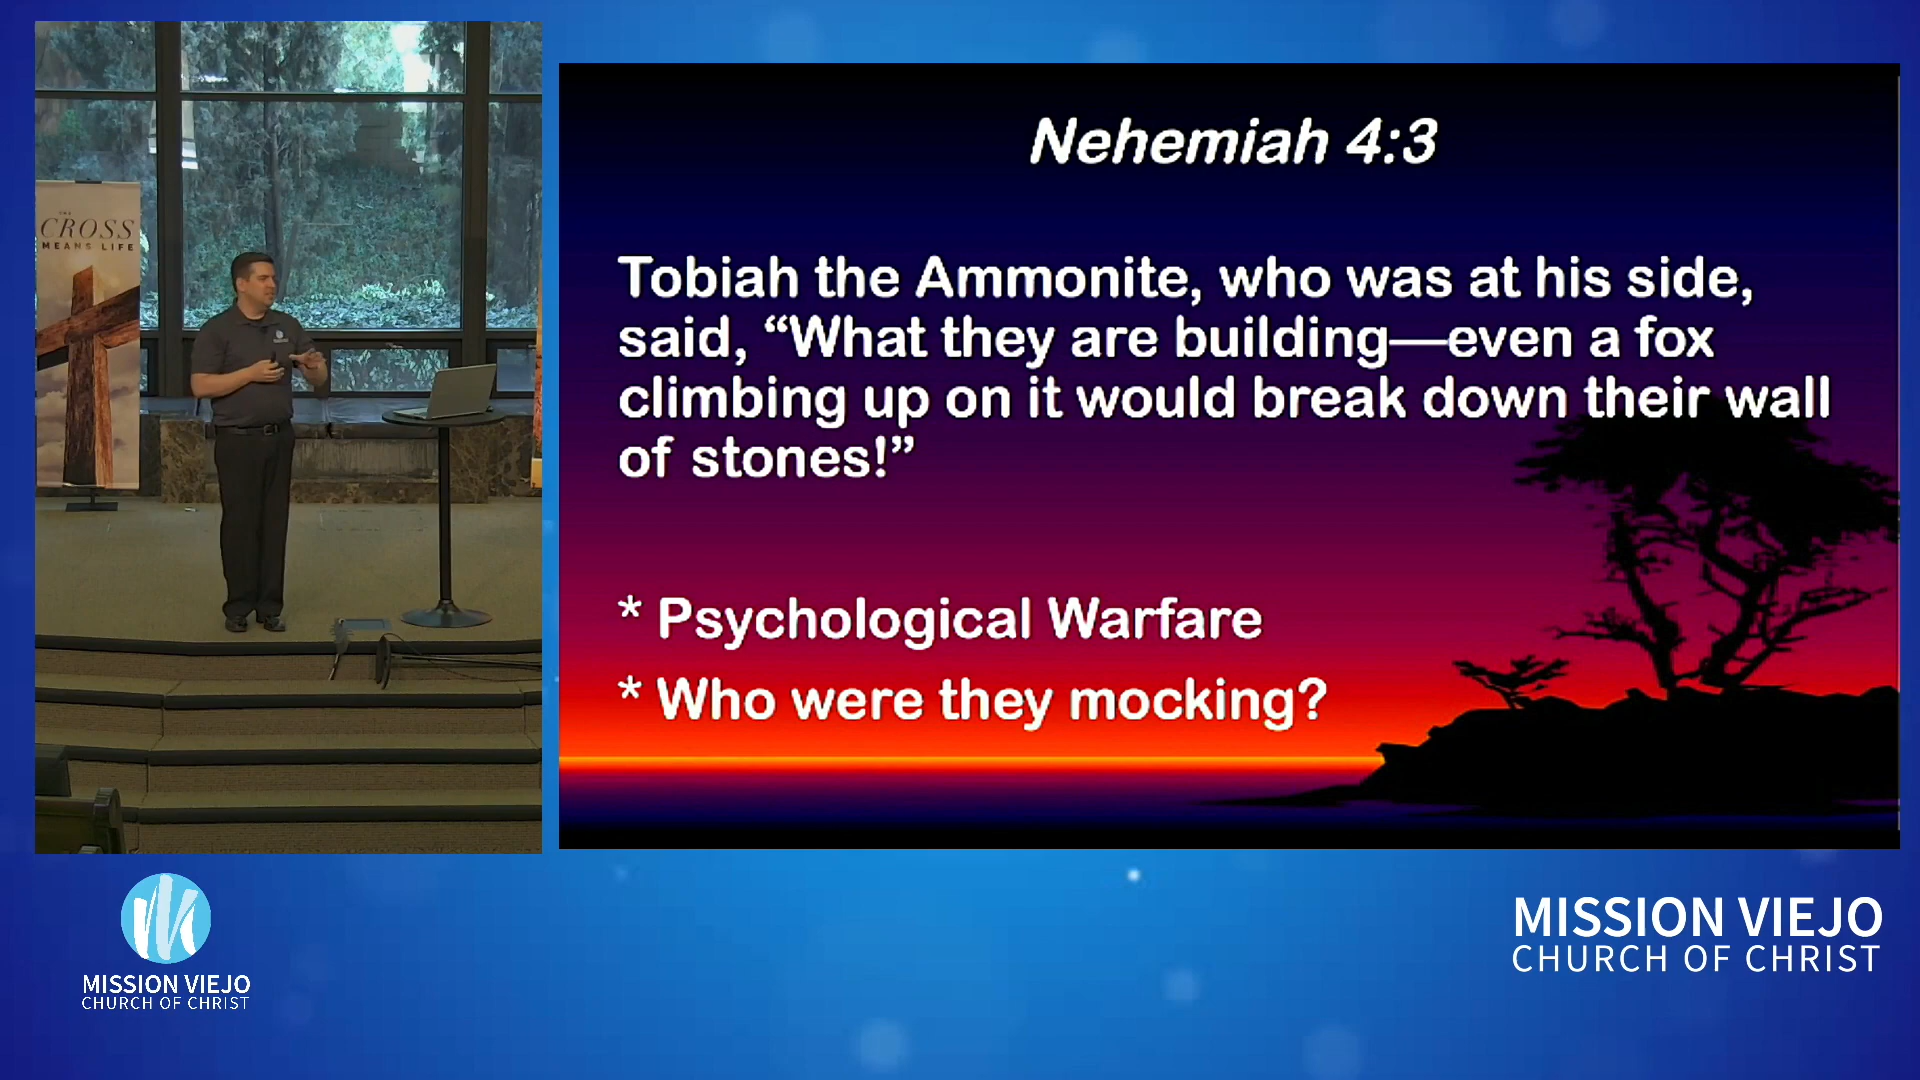 THE
CROSS
MEANS LIFE
Nehemiah 4:3
Tobiah the Ammonite, who was at his side,
said, “What they are building—even a fox
climbing up on it would break down their wall
of stones!”
* Psychological Warfare
* Who were they mocking?
MISSION VIEJO
CHURCH OF CHRIST
MISSION VIEJO
CHURCH OF CHRIST